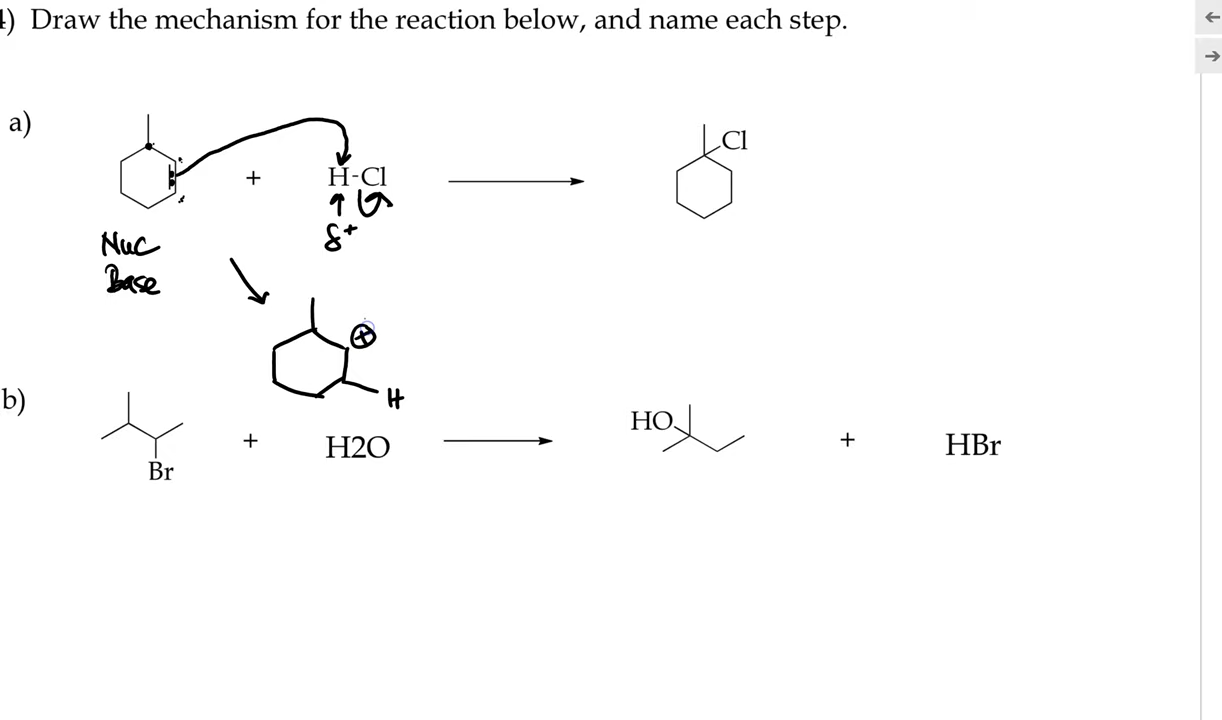 4) Draw the mechanism for the reaction below, and name each step.
a)
Cl
+
H-Cl
δ+
Nuc
Base
+
H
b)
Br
+
H2O
HO
+
HBr